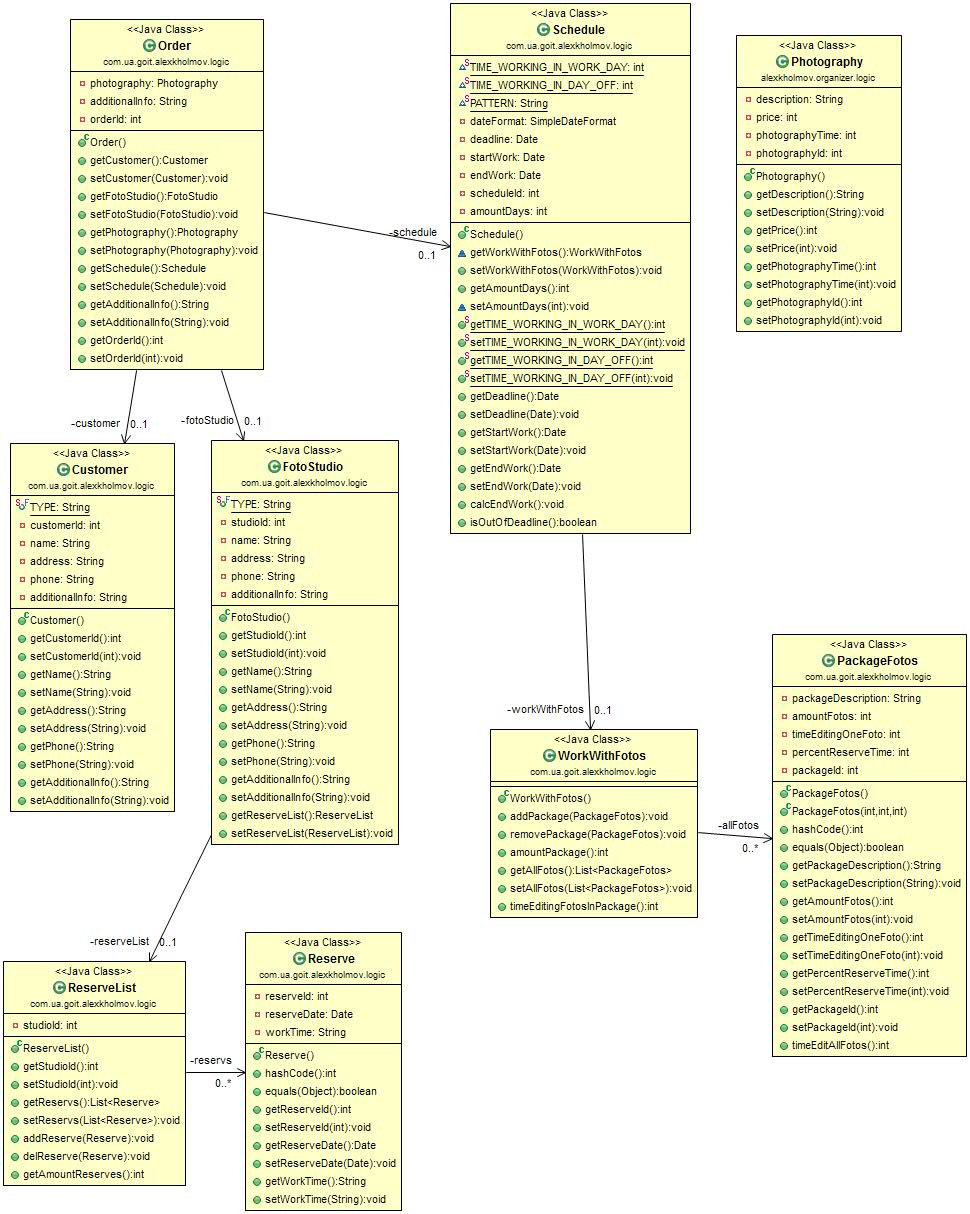 <<Java Class>>
Order
com.ua.goit.alexkholmov.logic
photography: Photography
additionalInfo: String
orderId: int
Order()
getCustomer():Customer
setCustomer(Customer):void
getFotoStudio():FotoStudio
setFotoStudio(FotoStudio):void
getPhotography():Photography
setPhotography(Photography):void
getSchedule():Schedule
setSchedule(Schedule):void
getAdditionalInfo():String
setAdditionalInfo(String):void
getOrderId():int
setOrderId(int):void
-schedule
0..1
<<Java Class>>
Schedule
com.ua.goit.alexkholmov.logic
TIME_WORKING_IN_WORK_DAY: int
TIME_WORKING_IN_DAY_OFF: int
PATTERN: String
dateFormat: SimpleDateFormat
deadline: Date
startWork: Date
endWork: Date
scheduleId: int
amountDays: int
Schedule()
getWorkWithFotos():WorkWithFotos
setWorkWithFotos(WorkWithFotos):void
getAmountDays():int
setAmountDays(int):void
getTIME_WORKING_IN_WORK_DAY():int
setTIME_WORKING_IN_WORK_DAY(int):void
getTIME_WORKING_IN_DAY_OFF():int
setTIME_WORKING_IN_DAY_OFF(int):void
getDeadline():Date
setDeadline(Date):void
getStartWork():Date
setStartWork(Date):void
getEndWork():Date
setEndWork(Date):void
calcEndWork():void
isOutOfDeadline():boolean
<<Java Class>>
Photography
alexkholmov.organizer.logic
description: String
price: int
photographyTime: int
photographyId: int
Photography()
getDescription():String
setDescription(String):void
getPrice():int
setPrice(int):void
getPhotographyTime():int
setPhotographyTime(int):void
getPhotographyId():int
setPhotographyId(int):void
-customer
0..1
-fotoStudio
0..1
<<Java Class>>
Customer
com.ua.goit.alexkholmov.logic
TYPE: String
customerId: int
name: String
address: String
phone: String
additionalInfo: String
Customer()
getCustomerId():int
setCustomerId(int):void
getName():String
setName(String):void
getAddress():String
setAddress(String):void
getPhone():String
setPhone(String):void
getAdditionalInfo():String
setAdditionalInfo(String):void
<<Java Class>>
FotoStudio
com.ua.goit.alexkholmov.logic
TYPE: String
studioId: int
name: String
address: String
phone: String
additionalInfo: String
FotoStudio()
getStudioId():int
setStudioId(int):void
getName():String
setName(String):void
getAddress():String
setAddress(String):void
getPhone():String
setPhone(String):void
getAdditionalInfo():String
setAdditionalInfo(String):void
getReserveList():ReserveList
setReserveList(ReserveList):void
-workWithFotos
0..1
<<Java Class>>
WorkWithFotos
com.ua.goit.alexkholmov.logic
WorkWithFotos()
addPackage(PackageFotos):void
removePackage(PackageFotos):void
amountPackage():int
getAllFotos():List<PackageFotos>
setAllFotos(List<PackageFotos>):void
timeEditingFotosInPackage():int
-allFotos
0..*
<<Java Class>>
PackageFotos
com.ua.goit.alexkholmov.logic
packageDescription: String
amountFotos: int
timeEditingOneFoto: int
percentReserveTime: int
packageId: int
PackageFotos()
PackageFotos(int,int,int)
hashCode():int
equals(Object):boolean
getPackageDescription():String
setPackageDescription(String):void
getAmountFotos():int
setAmountFotos(int):void
getTimeEditingOneFoto():int
setTimeEditingOneFoto(int):void
getPercentReserveTime():int
setPercentReserveTime(int):void
getPackageId():int
setPackageId(int):void
timeEditAllFotos():int
-reserveList
0..1
<<Java Class>>
ReserveList
com.ua.goit.alexkholmov.logic
studioId: int
ReserveList()
getStudioId():int
setStudioId(int):void
getReservs():List<Reserve>
setReservs(List<Reserve>):void
addReserve(Reserve):void
delReserve(Reserve):void
getAmountReserves():int
-reservs
0..*
<<Java Class>>
Reserve
com.ua.goit.alexkholmov.logic
reserveId: int
reserveDate: Date
workTime: String
Reserve()
hashCode():int
equals(Object):boolean
getReserveId():int
setReserveId(int):void
getReserveDate():Date
setReserveDate(Date):void
getWorkTime():String
setWorkTime(String):void